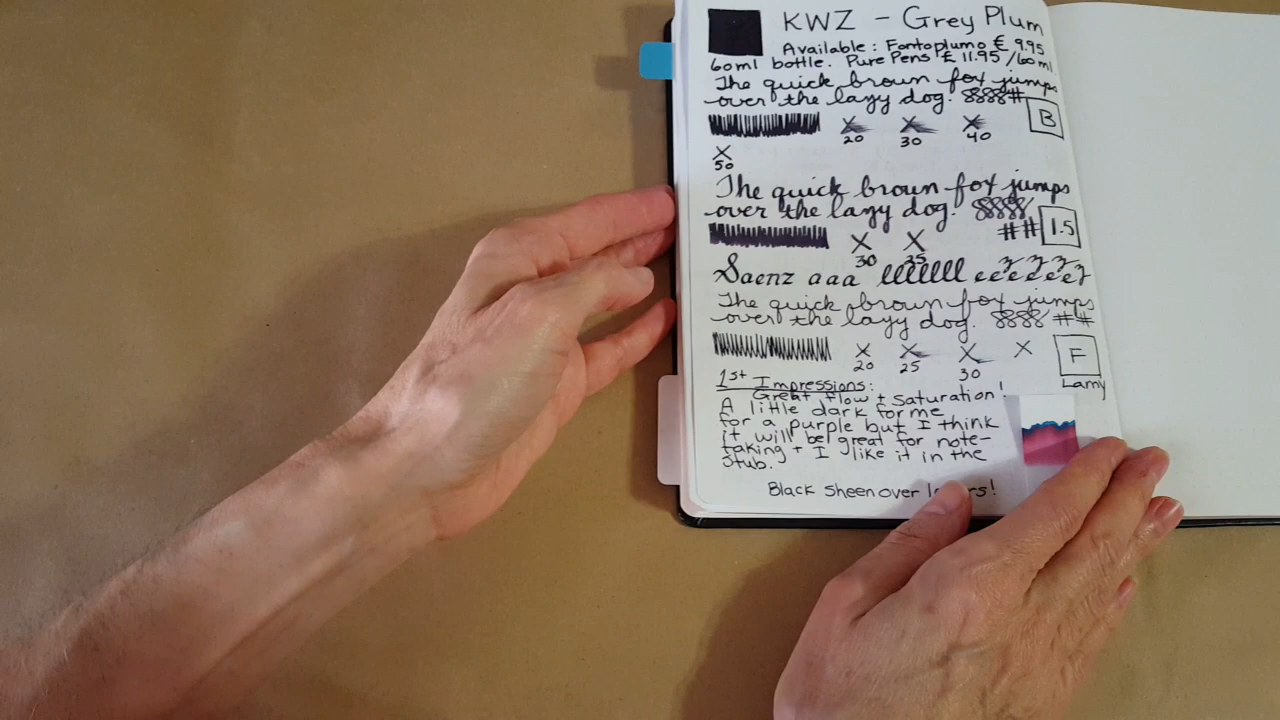 KWZ - Grey Plum
Available: Fontoplumo € 9.95
60ml bottle. Pure Pens £ 11.95/60ml
The quick brown fox jumps
over the lazy dog. 8888#
B
X X X
20 30 40
X
50
The quick brown fox jumps
over the lazy dog. 8888
##
1.5
X X
30 35
Saenz aaa llllllll
The quick brown fox jumps
over the lazy dog. 8888 ##
X X X X
20 25 30
F
Lamy
1st Impressions:
Great flow + saturation!
A little dark for me
for a purple but I think
it will be great for note-
taking + I like it in the
stub.
Black sheen over